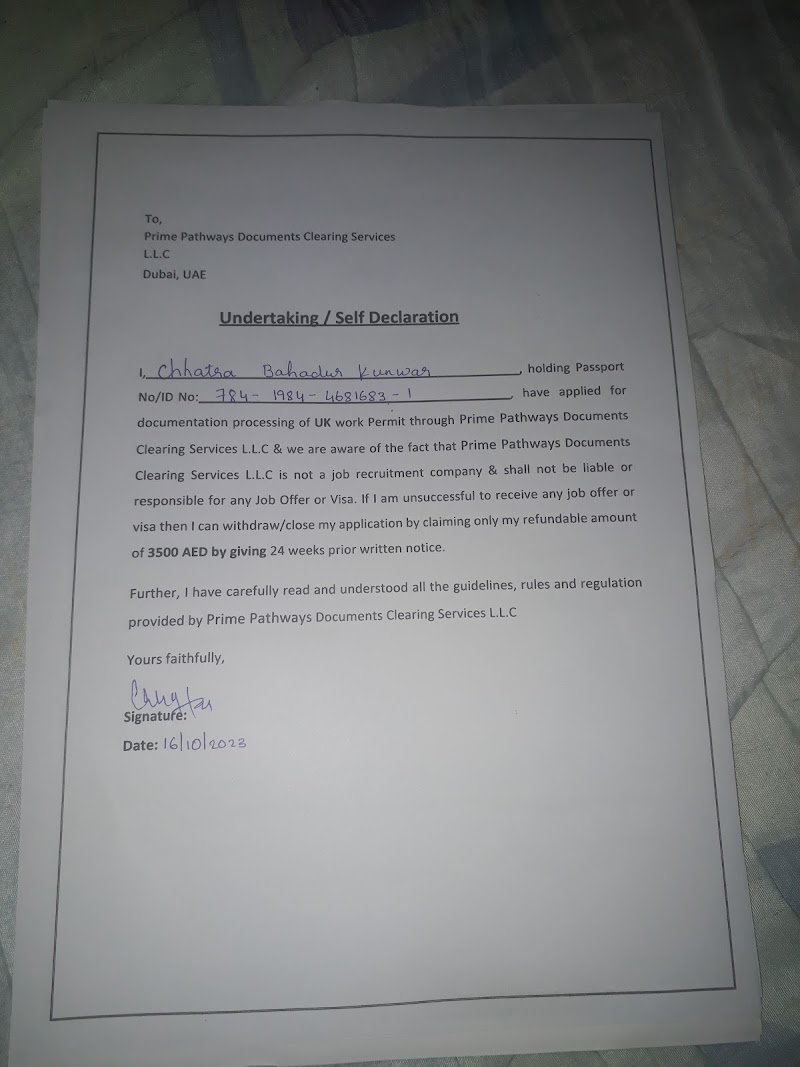 To,
Prime Pathways Documents Clearing Services
L.L.C
Dubai, UAE
Undertaking / Self Declaration
I, Chhatra Bahadur Kunwar, holding Passport
No/ID No: 784-1984-4681683-1, have applied for
documentation processing of UK work Permit through Prime Pathways Documents
Clearing Services L.L.C & we are aware of the fact that Prime Pathways Documents
Clearing Services L.L.C is not a job recruitment company & shall not be liable or
responsible for any Job Offer or Visa. If I am unsuccessful to receive any job offer or
visa then I can withdraw/close my application by claiming only my refundable amount
of 3500 AED by giving 24 weeks prior written notice.
Further, I have carefully read and understood all the guidelines, rules and regulation
provided by Prime Pathways Documents Clearing Services L.L.C
Yours faithfully,
Signature:
Date: 16/10/2023